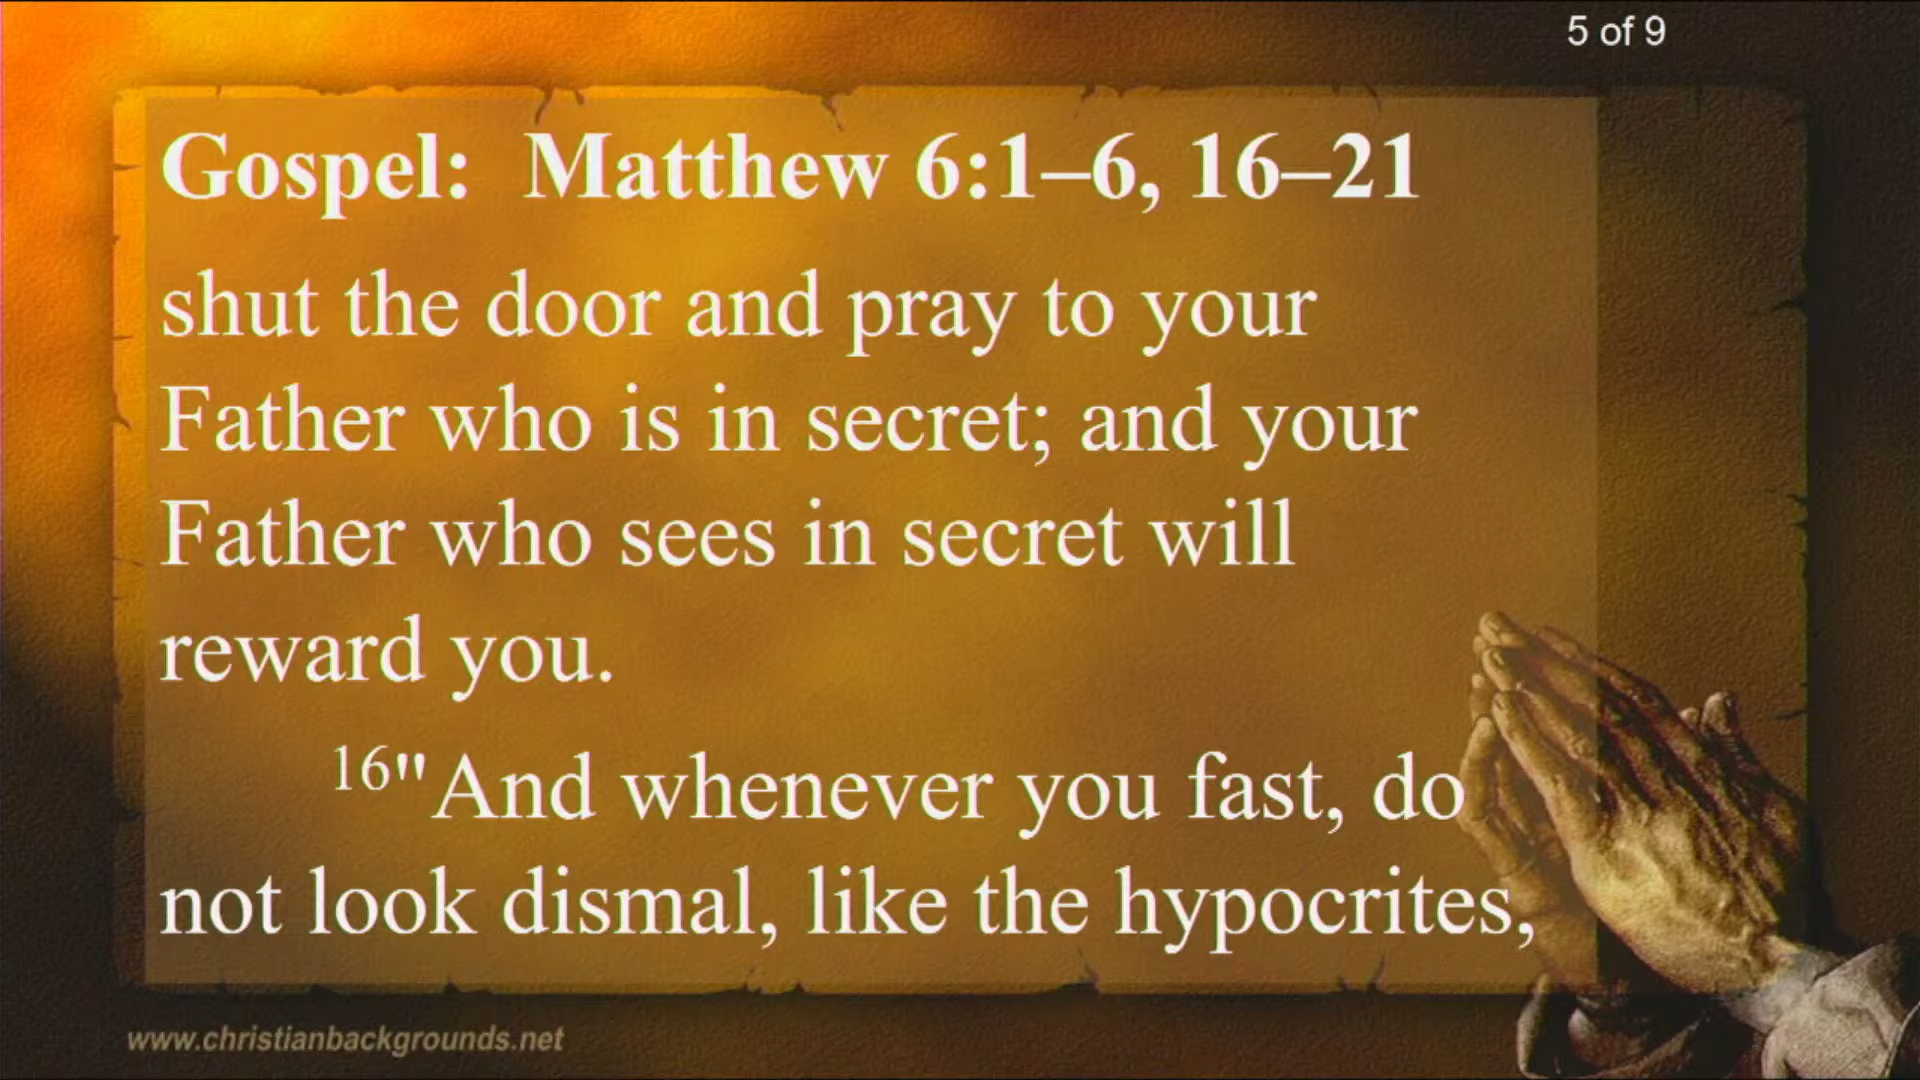 5 of 9
Gospel:  Matthew 6:1–6, 16–21
shut the door and pray to your
Father who is in secret; and your
Father who sees in secret will
reward you.
16"And whenever you fast, do
not look dismal, like the hypocrites,
www.christianbackgrounds.net